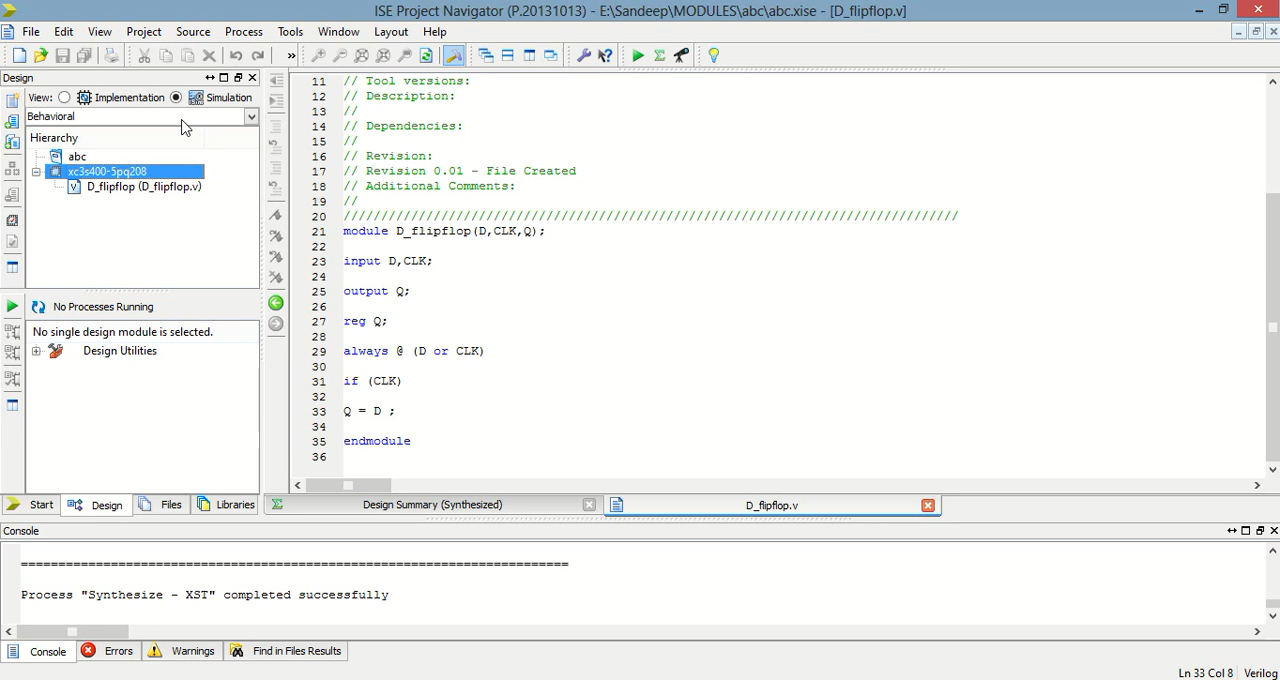 ISE Project Navigator (P.20131013) - E:\Sandeep\MODULES\abc\abc.xise - [D_flipflop.v]
File Edit View Project Source Process Tools Window Layout Help
Design
View: Implementation Simulation
Behavioral
Hierarchy
abc
xc3s400-5pq208
D_flipflop (D_flipflop.v)
No Processes Running
No single design module is selected.
Design Utilities
Start Design Files Libraries
11 // Tool versions:
12 // Description:
13 //
14 // Dependencies:
15 //
16 // Revision:
17 // Revision 0.01 - File Created
18 // Additional Comments:
19 //
20 //////////////////////////////////////////////////////////////////////////////////
21 module D_flipflop(D,CLK,Q);
22
23 input D,CLK;
24
25 output Q;
26
27 reg Q;
28
29 always @ (D or CLK)
30
31 if (CLK)
32
33 Q = D ;
34
35 endmodule
36
Design Summary (Synthesized) D_flipflop.v
Console
=========================================================================
Process "Synthesize - XST" completed successfully
Console Errors Warnings Find in Files Results
Ln 33 Col 8 Verilog